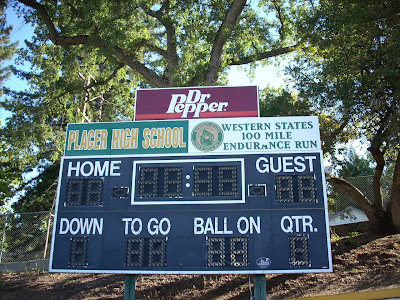 Dr Pepper
PLACER HIGH SCHOOL
WESTERN STATES
100 MILE
ENDURANCE RUN
HOME
GUEST
DOWN TO GO BALL ON QTR.